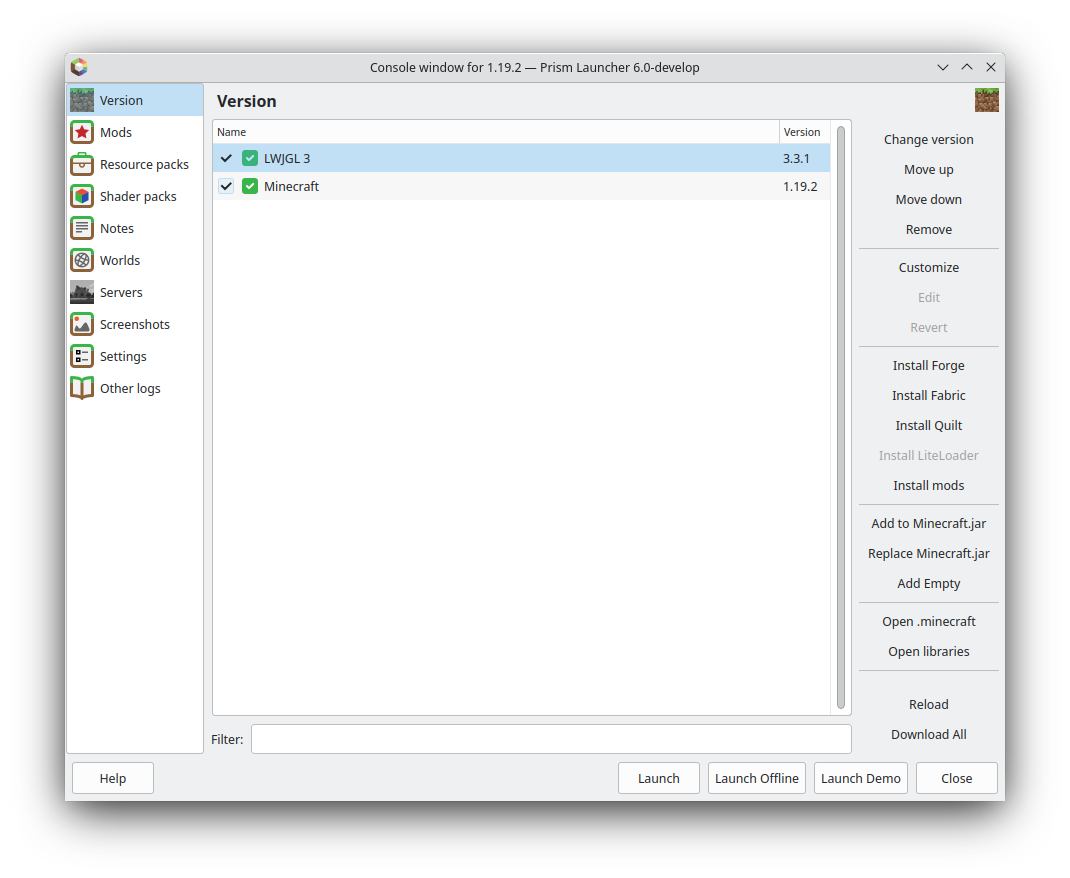 Console window for 1.19.2 — Prism Launcher 6.0-develop
Version
Mods
Resource packs
Shader packs
Notes
Worlds
Servers
Screenshots
Settings
Other logs
Version
Name Version
LWJGL 3 3.3.1
Minecraft 1.19.2
Filter:
Change version
Move up
Move down
Remove
Customize
Edit
Revert
Install Forge
Install Fabric
Install Quilt
Install LiteLoader
Install mods
Add to Minecraft.jar
Replace Minecraft.jar
Add Empty
Open .minecraft
Open libraries
Reload
Download All
Help Launch Launch Offline Launch Demo Close